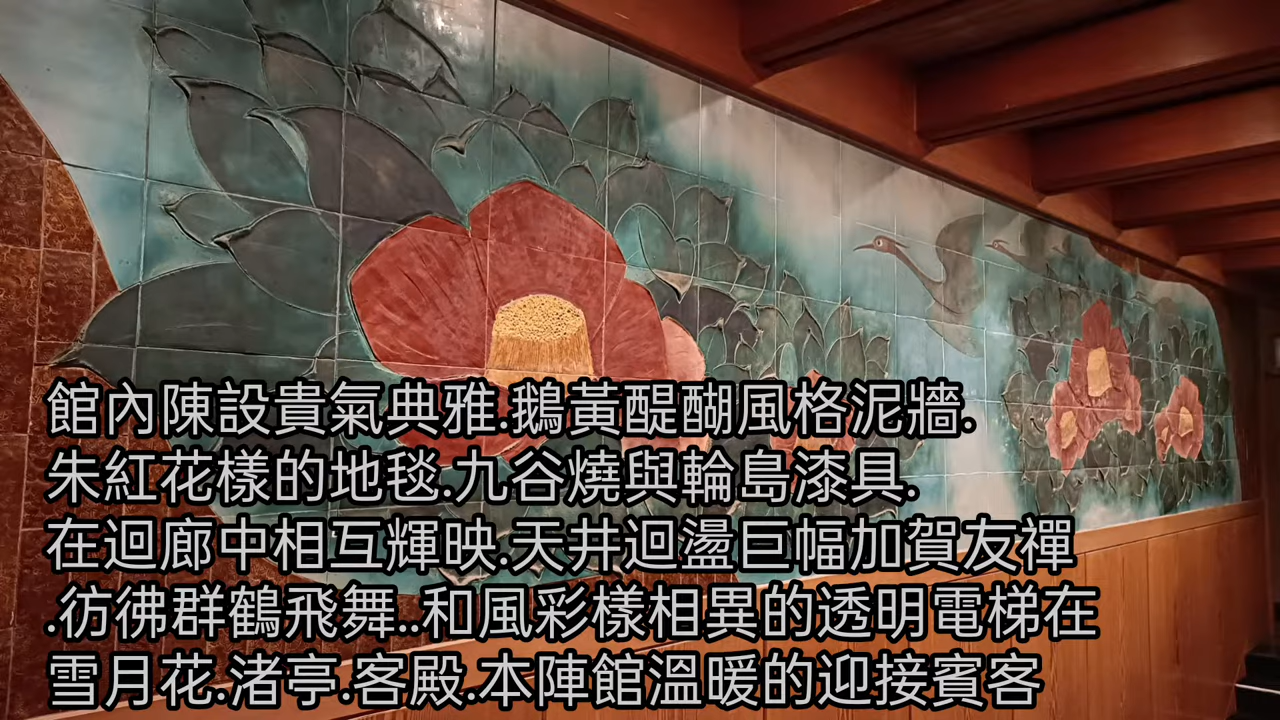 館內陳設貴氣典雅.鵝黃醍醐風格泥牆.
朱紅花樣的地毯.九谷燒與輪島漆具.
在迴廊中相互輝映.天井迴盪巨幅加賀友禪
.彷彿群鶴飛舞..和風彩樣相異的透明電梯在
雪月花.渚亭.客殿.本陣館溫暖的迎接賓客